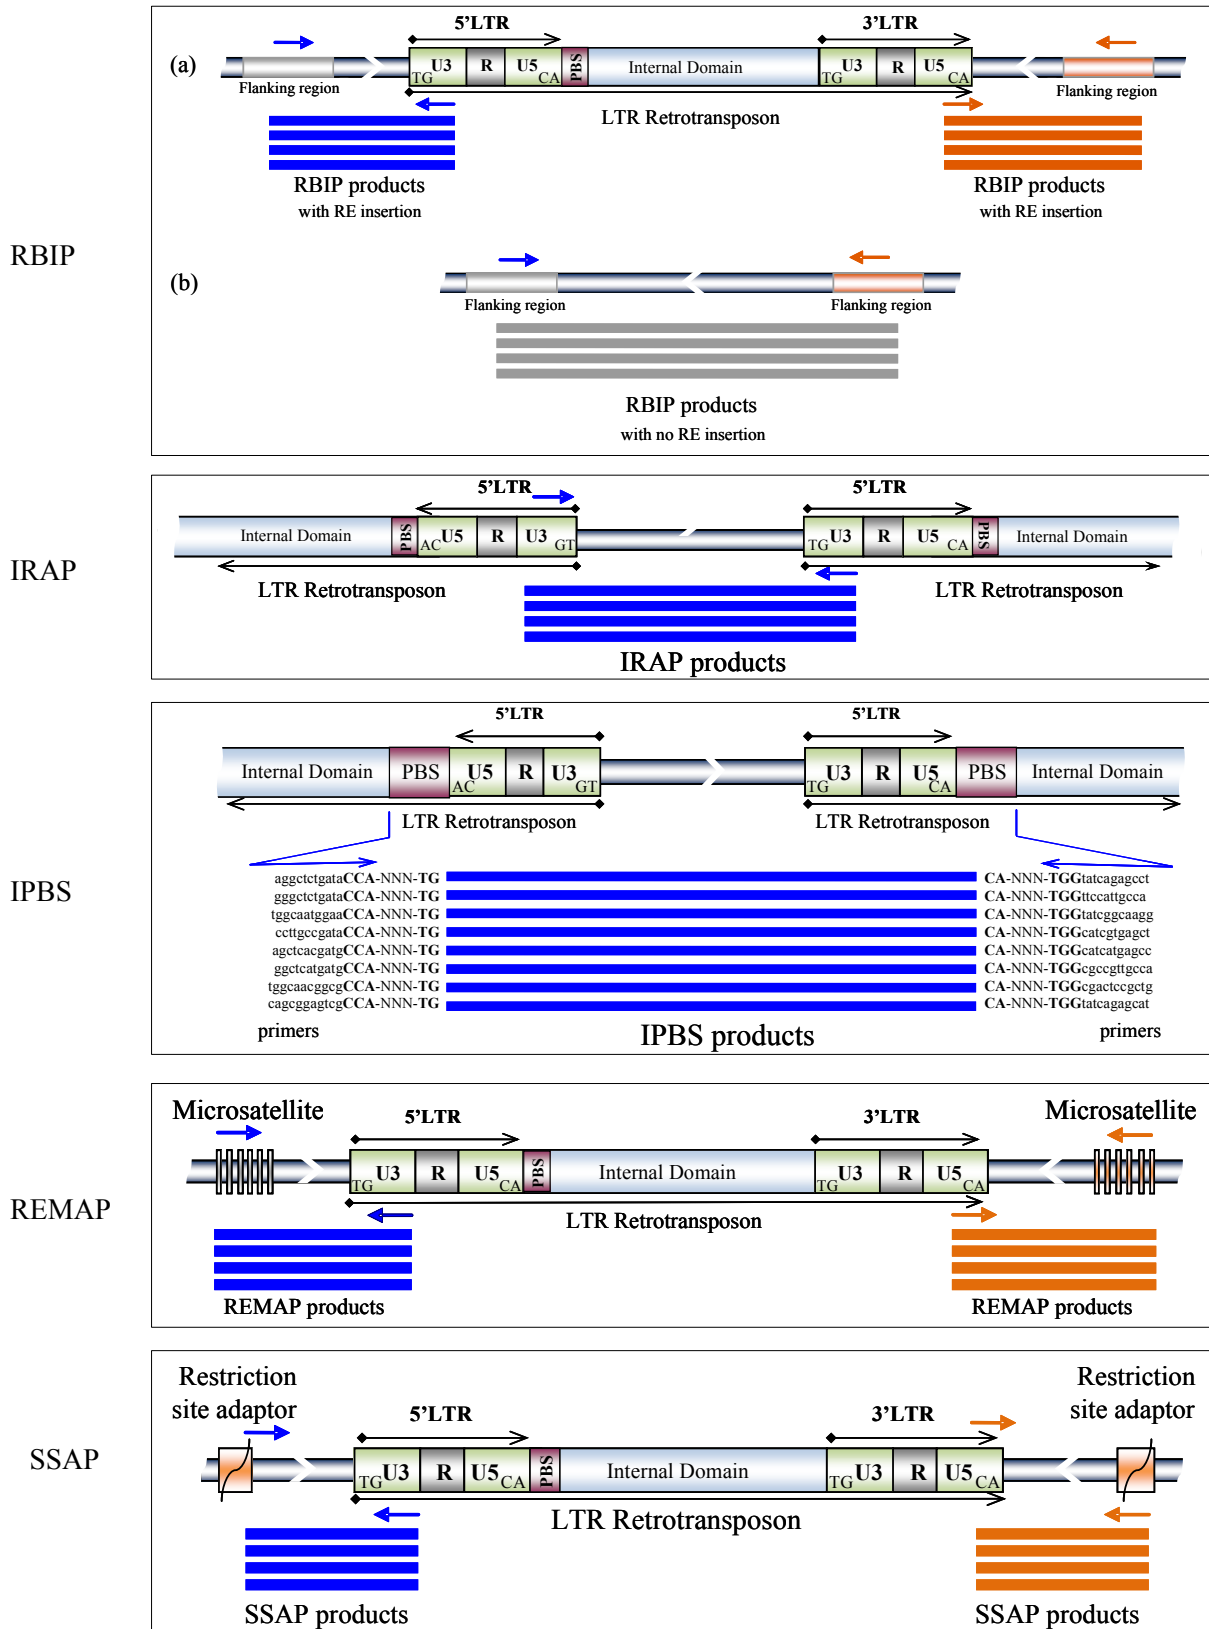 RBIP
(a)
5'LTR
3'LTR
TG U3 R U5 CA PBS Internal Domain TG U3 R U5 CA
Flanking region
Flanking region
LTR Retrotransposon
RBIP products
with RE insertion
RBIP products
with RE insertion
(b)
Flanking region
Flanking region
RBIP products
with no RE insertion
IRAP
5'LTR
5'LTR
Internal Domain PBS AC U5 R U3 GT TG U3 R U5 CA PBS Internal Domain
LTR Retrotransposon
LTR Retrotransposon
IRAP products
IPBS
5'LTR
5'LTR
Internal Domain PBS AC U5 R U3 GT TG U3 R U5 CA PBS Internal Domain
LTR Retrotransposon
LTR Retrotransposon
aggctctgataCCA-NNN-TG CA-NNN-TGGtatcagagcct
gggctctgataCCA-NNN-TG CA-NNN-TGGttccattgcca
tggcaatggaaCCA-NNN-TG CA-NNN-TGGtatcggcaagg
ccttgccgataCCA-NNN-TG CA-NNN-TGGcatcgtgagct
agctcacgatgCCA-NNN-TG CA-NNN-TGGcatcatgagcc
ggctcatgatgCCA-NNN-TG CA-NNN-TGGcgccgttgcca
tggcaacggcgCCA-NNN-TG CA-NNN-TGGcgactccgctg
cagcggagtcgCCA-NNN-TG CA-NNN-TGGtatcagagcat
primers
IPBS products
primers
REMAP
Microsatellite
5'LTR
3'LTR
Microsatellite
TG U3 R U5 CA PBS Internal Domain TG U3 R U5 CA
LTR Retrotransposon
REMAP products
REMAP products
SSAP
Restriction
site adaptor
5'LTR
3'LTR
Restriction
site adaptor
TG U3 R U5 CA PBS Internal Domain TG U3 R U5 CA
LTR Retrotransposon
SSAP products
SSAP products